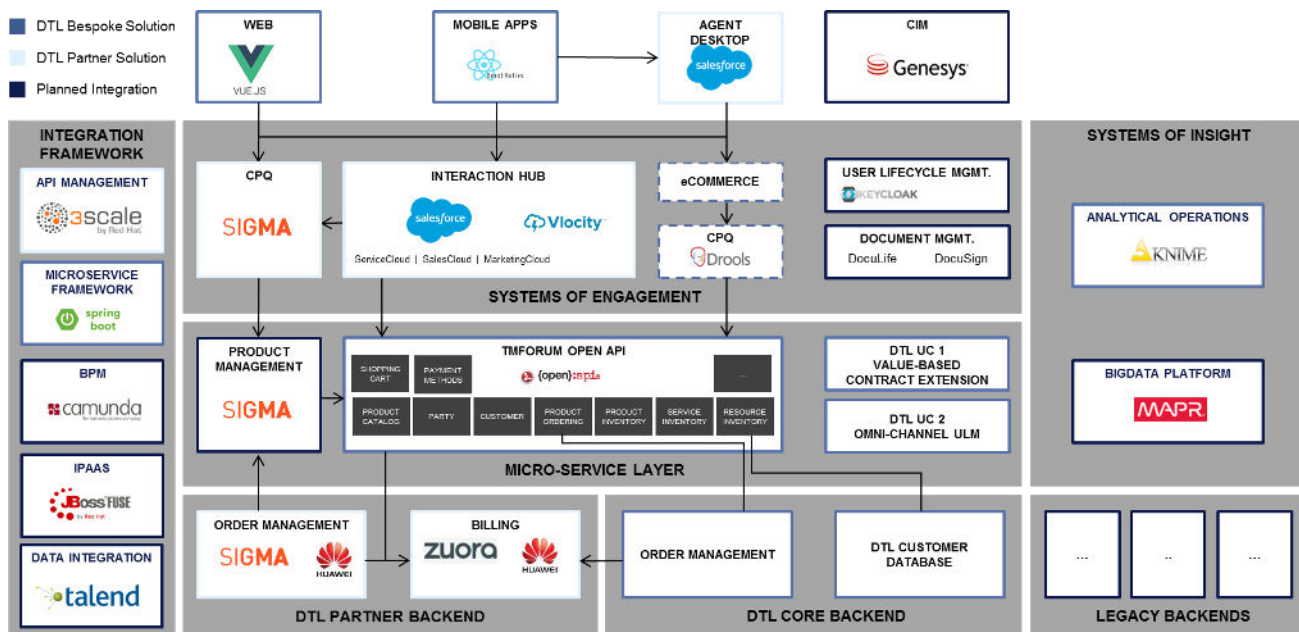 DTL Bespoke Solution
DTL Partner Solution
Planned Integration
WEB
VUE.JS
MOBILE APPS
React Native
AGENT
DESKTOP
salesforce
CIM
Genesys
INTEGRATION
FRAMEWORK
API MANAGEMENT
3scale
by Red Hat
MICROSERVICE
FRAMEWORK
spring
boot
BPM
camunda
IPAAS
JBoss FUSE
by Red Hat
DATA INTEGRATION
talend
CPQ
SIGMA
INTERACTION HUB
salesforce
Vlocity
ServiceCloud | SalesCloud | MarketingCloud
eCOMMERCE
CPQ
Drools
USER LIFECYCLE MGMT.
KEYCLOAK
DOCUMENT MGMT.
DocuLife DocuSign
SYSTEMS OF ENGAGEMENT
PRODUCT
MANAGEMENT
SIGMA
TMFORUM OPEN API
{open}:apis
SHOPPING
CART
PAYMENT
METHODS
...
PRODUCT
CATALOG
PARTY
CUSTOMER
PRODUCT
ORDERING
PRODUCT
INVENTORY
SERVICE
INVENTORY
RESOURCE
INVENTORY
DTL UC 1
VALUE-BASED
CONTRACT EXTENSION
DTL UC 2
OMNI-CHANNEL ULM
MICRO-SERVICE LAYER
ORDER MANAGEMENT
SIGMA
HUAWEI
BILLING
zuora
HUAWEI
DTL PARTNER BACKEND
ORDER MANAGEMENT
DTL CUSTOMER
DATABASE
DTL CORE BACKEND
SYSTEMS OF INSIGHT
ANALYTICAL OPERATIONS
KNIME
BIGDATA PLATFORM
MAPR
...
..
...
LEGACY BACKENDS